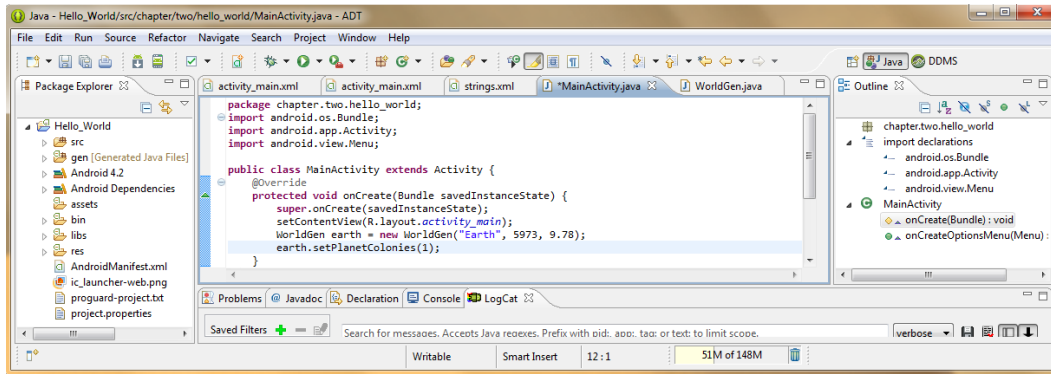 Java - Hello_World/src/chapter/two/hello_world/MainActivity.java - ADT
File Edit Run Source Refactor Navigate Search Project Window Help
Java DDMS
Package Explorer
Hello_World
src
gen [Generated Java Files]
Android 4.2
Android Dependencies
assets
bin
libs
res
AndroidManifest.xml
ic_launcher-web.png
proguard-project.txt
project.properties
activity_main.xml activity_main.xml strings.xml *MainActivity.java WorldGen.java
package chapter.two.hello_world;
import android.os.Bundle;
import android.app.Activity;
import android.view.Menu;
public class MainActivity extends Activity {
@Override
protected void onCreate(Bundle savedInstanceState) {
super.onCreate(savedInstanceState);
setContentView(R.layout.activity_main);
WorldGen earth = new WorldGen("Earth", 5973, 9.78);
earth.setPlanetColonies(1);
}
Outline
chapter.two.hello_world
import declarations
android.os.Bundle
android.app.Activity
android.view.Menu
MainActivity
onCreate(Bundle) : void
onCreateOptionsMenu(Menu) :
Problems @ Javadoc Declaration Console LogCat
Saved Filters Search for messages. Accepts Java regexes. Prefix with pid:, app:, tag: or text: to limit scope. verbose
Writable Smart Insert 12 : 1 51M of 148M